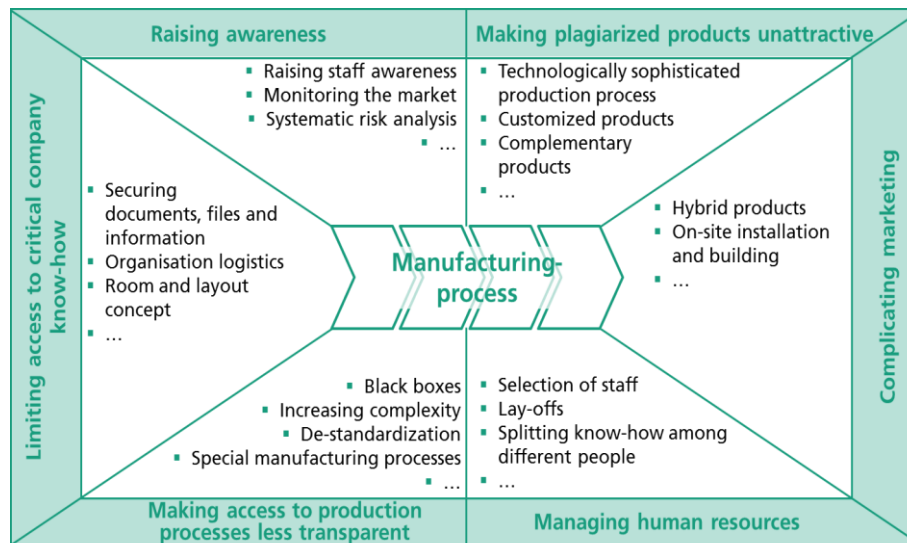 Raising awareness
Making plagiarized products unattractive
▪ Raising staff awareness
▪ Monitoring the market
▪ Systematic risk analysis
▪ …
▪ Technologically sophisticated
production process
▪ Customized products
▪ Complementary
products
▪ …
Limiting access to critical company
know-how
▪ Securing
documents, files and
information
▪ Organisation logistics
▪ Room and layout
concept
▪ …
Manufacturing-
process
▪ Hybrid products
▪ On-site installation
and building
▪ …
Complicating marketing
▪ Black boxes
▪ Increasing complexity
▪ De-standardization
▪ Special manufacturing processes
▪ …
▪ Selection of staff
▪ Lay-offs
▪ Splitting know-how among
different people
▪ …
Making access to production
processes less transparent
Managing human resources